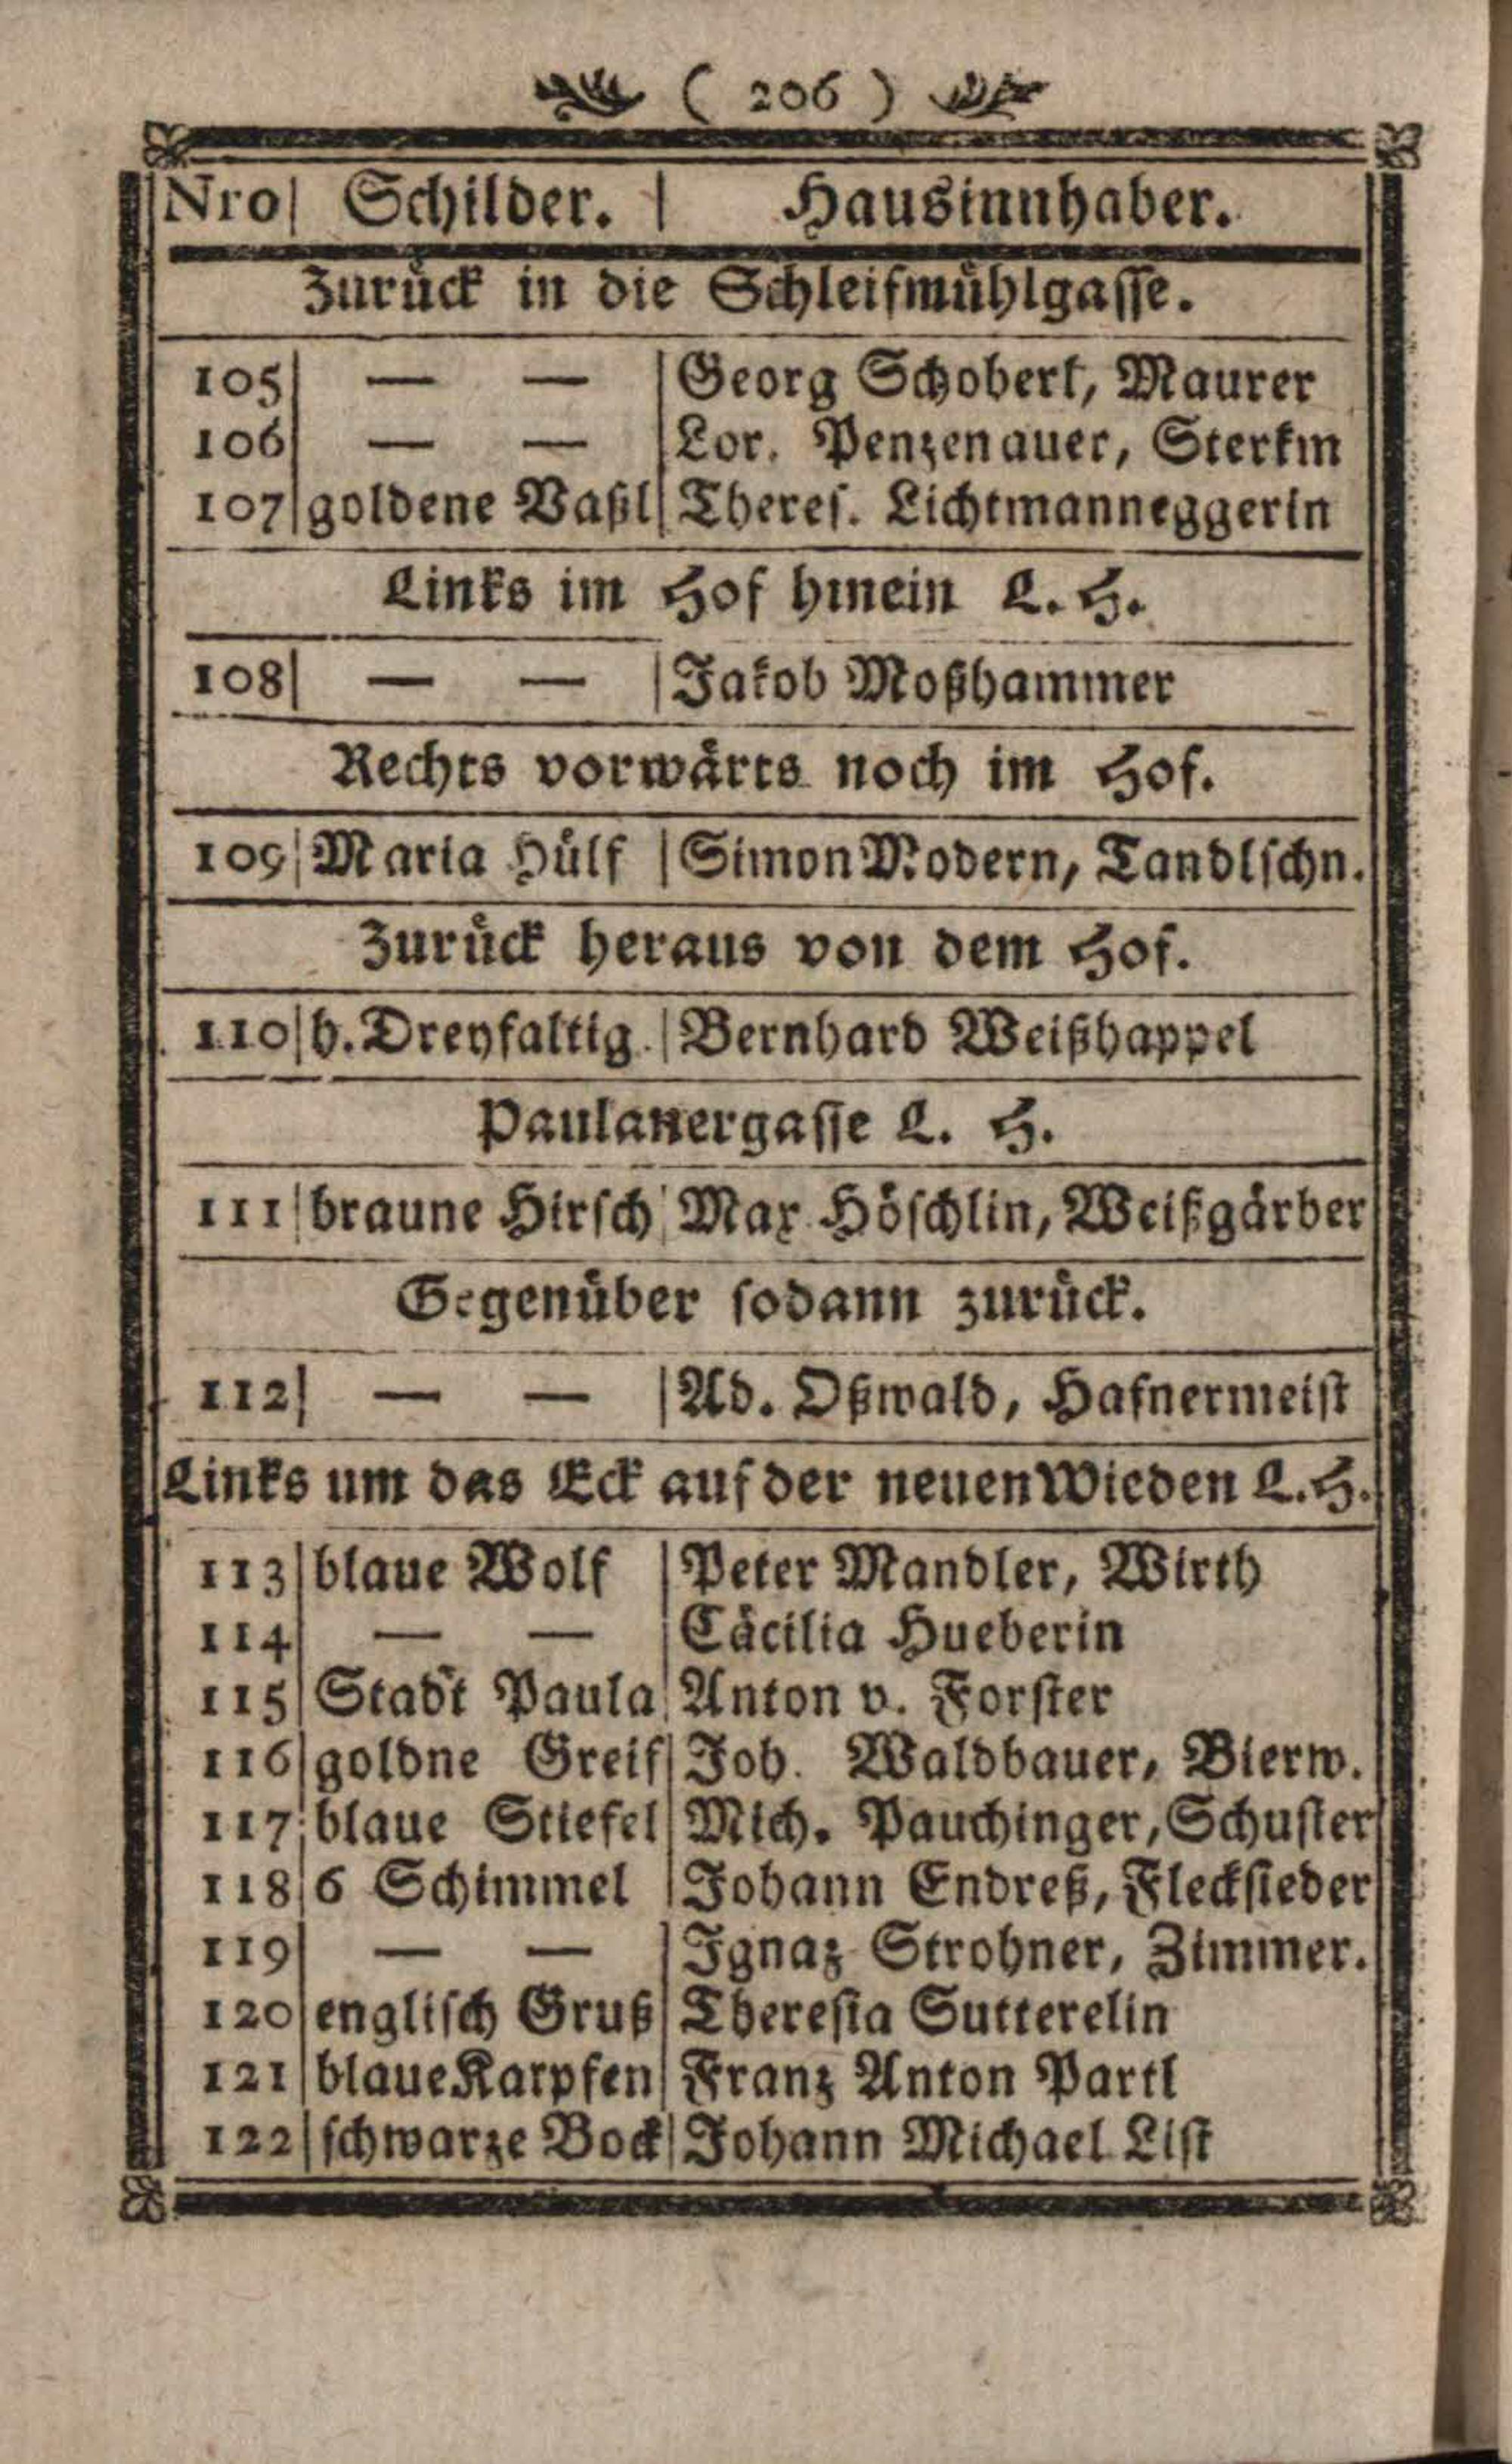 ( 206 )
Nro | Schilder. | Hausinnhaber.
Zurück in die Schleifmühlgasse.
105 | — — | Georg Schobert, Maurer
106 | — — | Lor. Penzenauer, Sterkm
107 | goldene Vaßl | Theres. Lichtmanneggerin
Links im Hof hinein L. H.
108 | — — | Jakob Moßhammer
Rechts vorwärts noch im Hof.
109 | Maria Hülf | Simon Modern, Tandlschn.
Zurück heraus von dem Hof.
110 | h. Dreyfaltig. | Bernhard Weißhappel
Paulanergasse L. H.
111 | braune Hirsch | Max Höschlin, Weißgärber
Gegenüber sodann zurück.
112 | — — | Ad. Oßwald, Hafnermeist
Links um das Eck auf der neuen Wieden L. H.
113 | blaue Wolf | Peter Mandler, Wirth
114 | — — | Cäcilia Hueberin
115 | Stadt Paula | Anton v. Forster
116 | goldne Greif | Joh. Waldbauer, Bierw.
117 | blaue Stiefel | Mich. Pauchinger, Schuster
118 | 6 Schimmel | Johann Endreß, Flecksieder
119 | — — | Ignaz Strohner, Zimmer.
120 | englisch Gruß | Theresia Sutterelin
121 | blaue Karpfen | Franz Anton Partl
122 | schwarze Bock | Johann Michael List